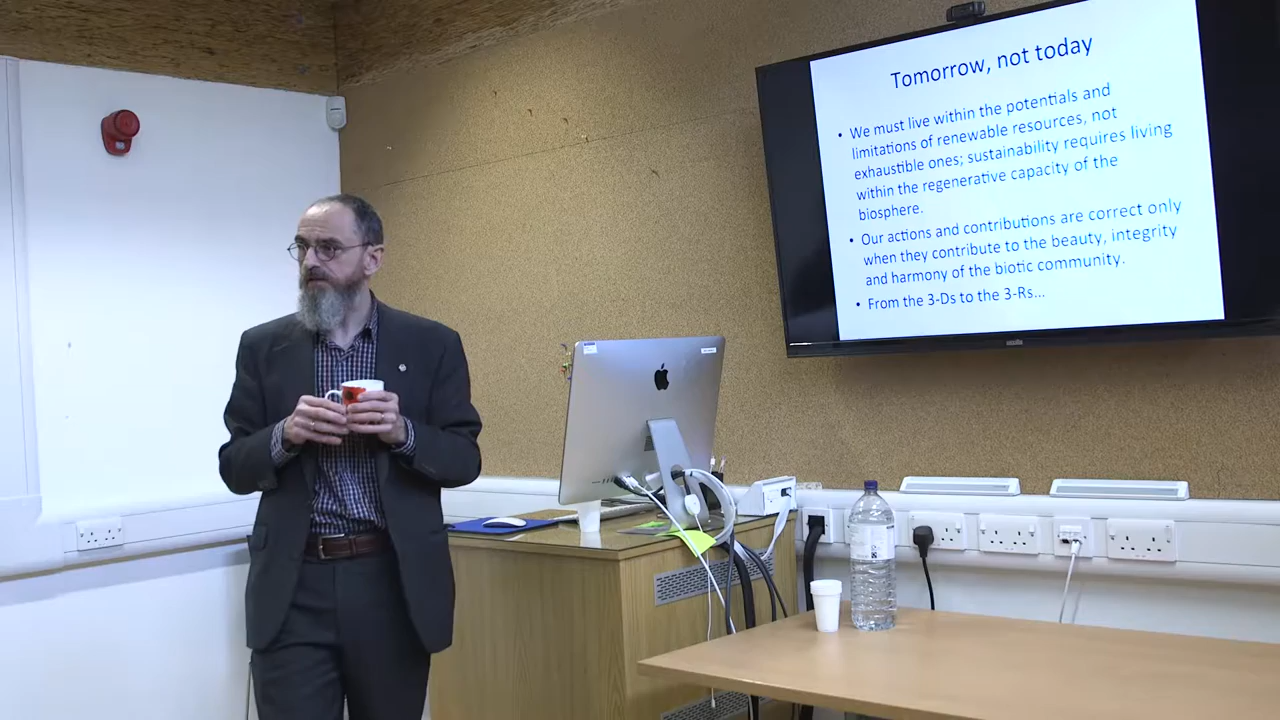 Tomorrow, not today
• We must live within the potentials and
limitations of renewable resources, not
exhaustible ones; sustainability requires living
within the regenerative capacity of the
biosphere.
• Our actions and contributions are correct only
when they contribute to the beauty, integrity
and harmony of the biotic community.
• From the 3-Ds to the 3-Rs...